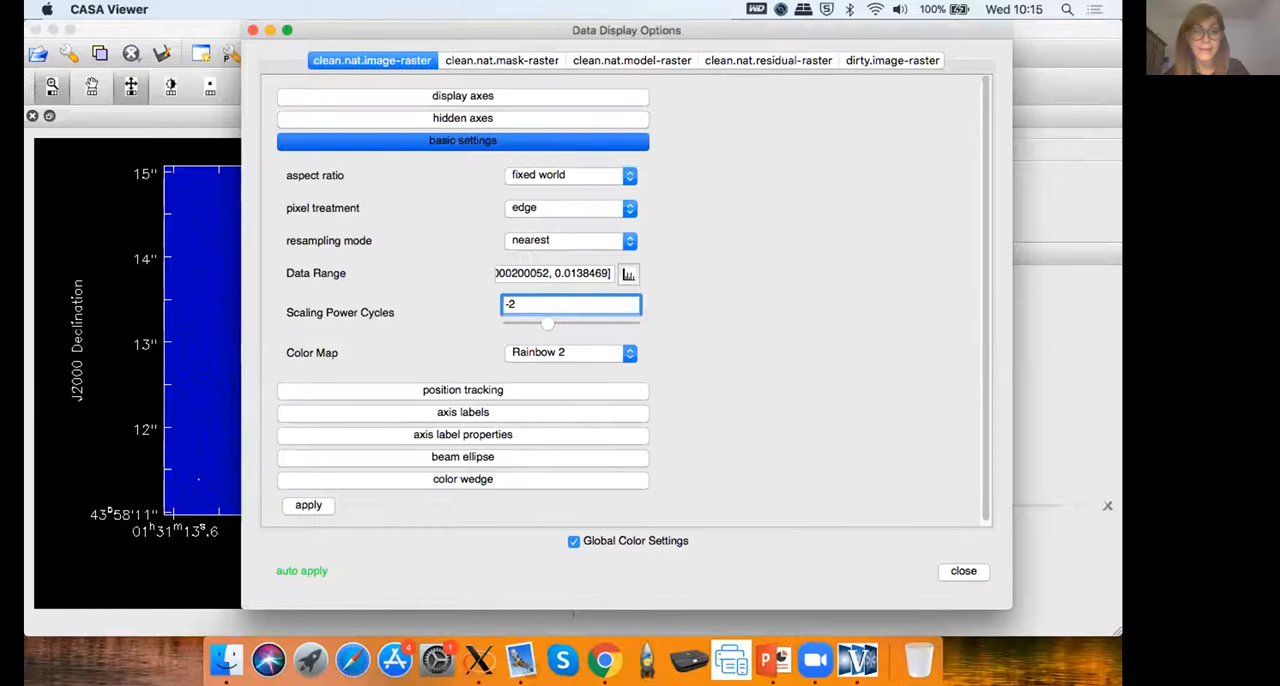 CASA Viewer
100%
Wed 10:15
Data Display Options
clean.nat.image-raster
clean.nat.mask-raster
clean.nat.model-raster
clean.nat.residual-raster
dirty.image-raster
display axes
hidden axes
basic settings
aspect ratio
fixed world
pixel treatment
edge
resampling mode
nearest
Data Range
000200052, 0.0138469]
Scaling Power Cycles
-2
Color Map
Rainbow 2
position tracking
axis labels
axis label properties
beam ellipse
color wedge
apply
Global Color Settings
auto apply
close
J2000 Declination
15"
14"
13"
12"
43°58'11"
01ʰ31ᵐ13ˢ.6